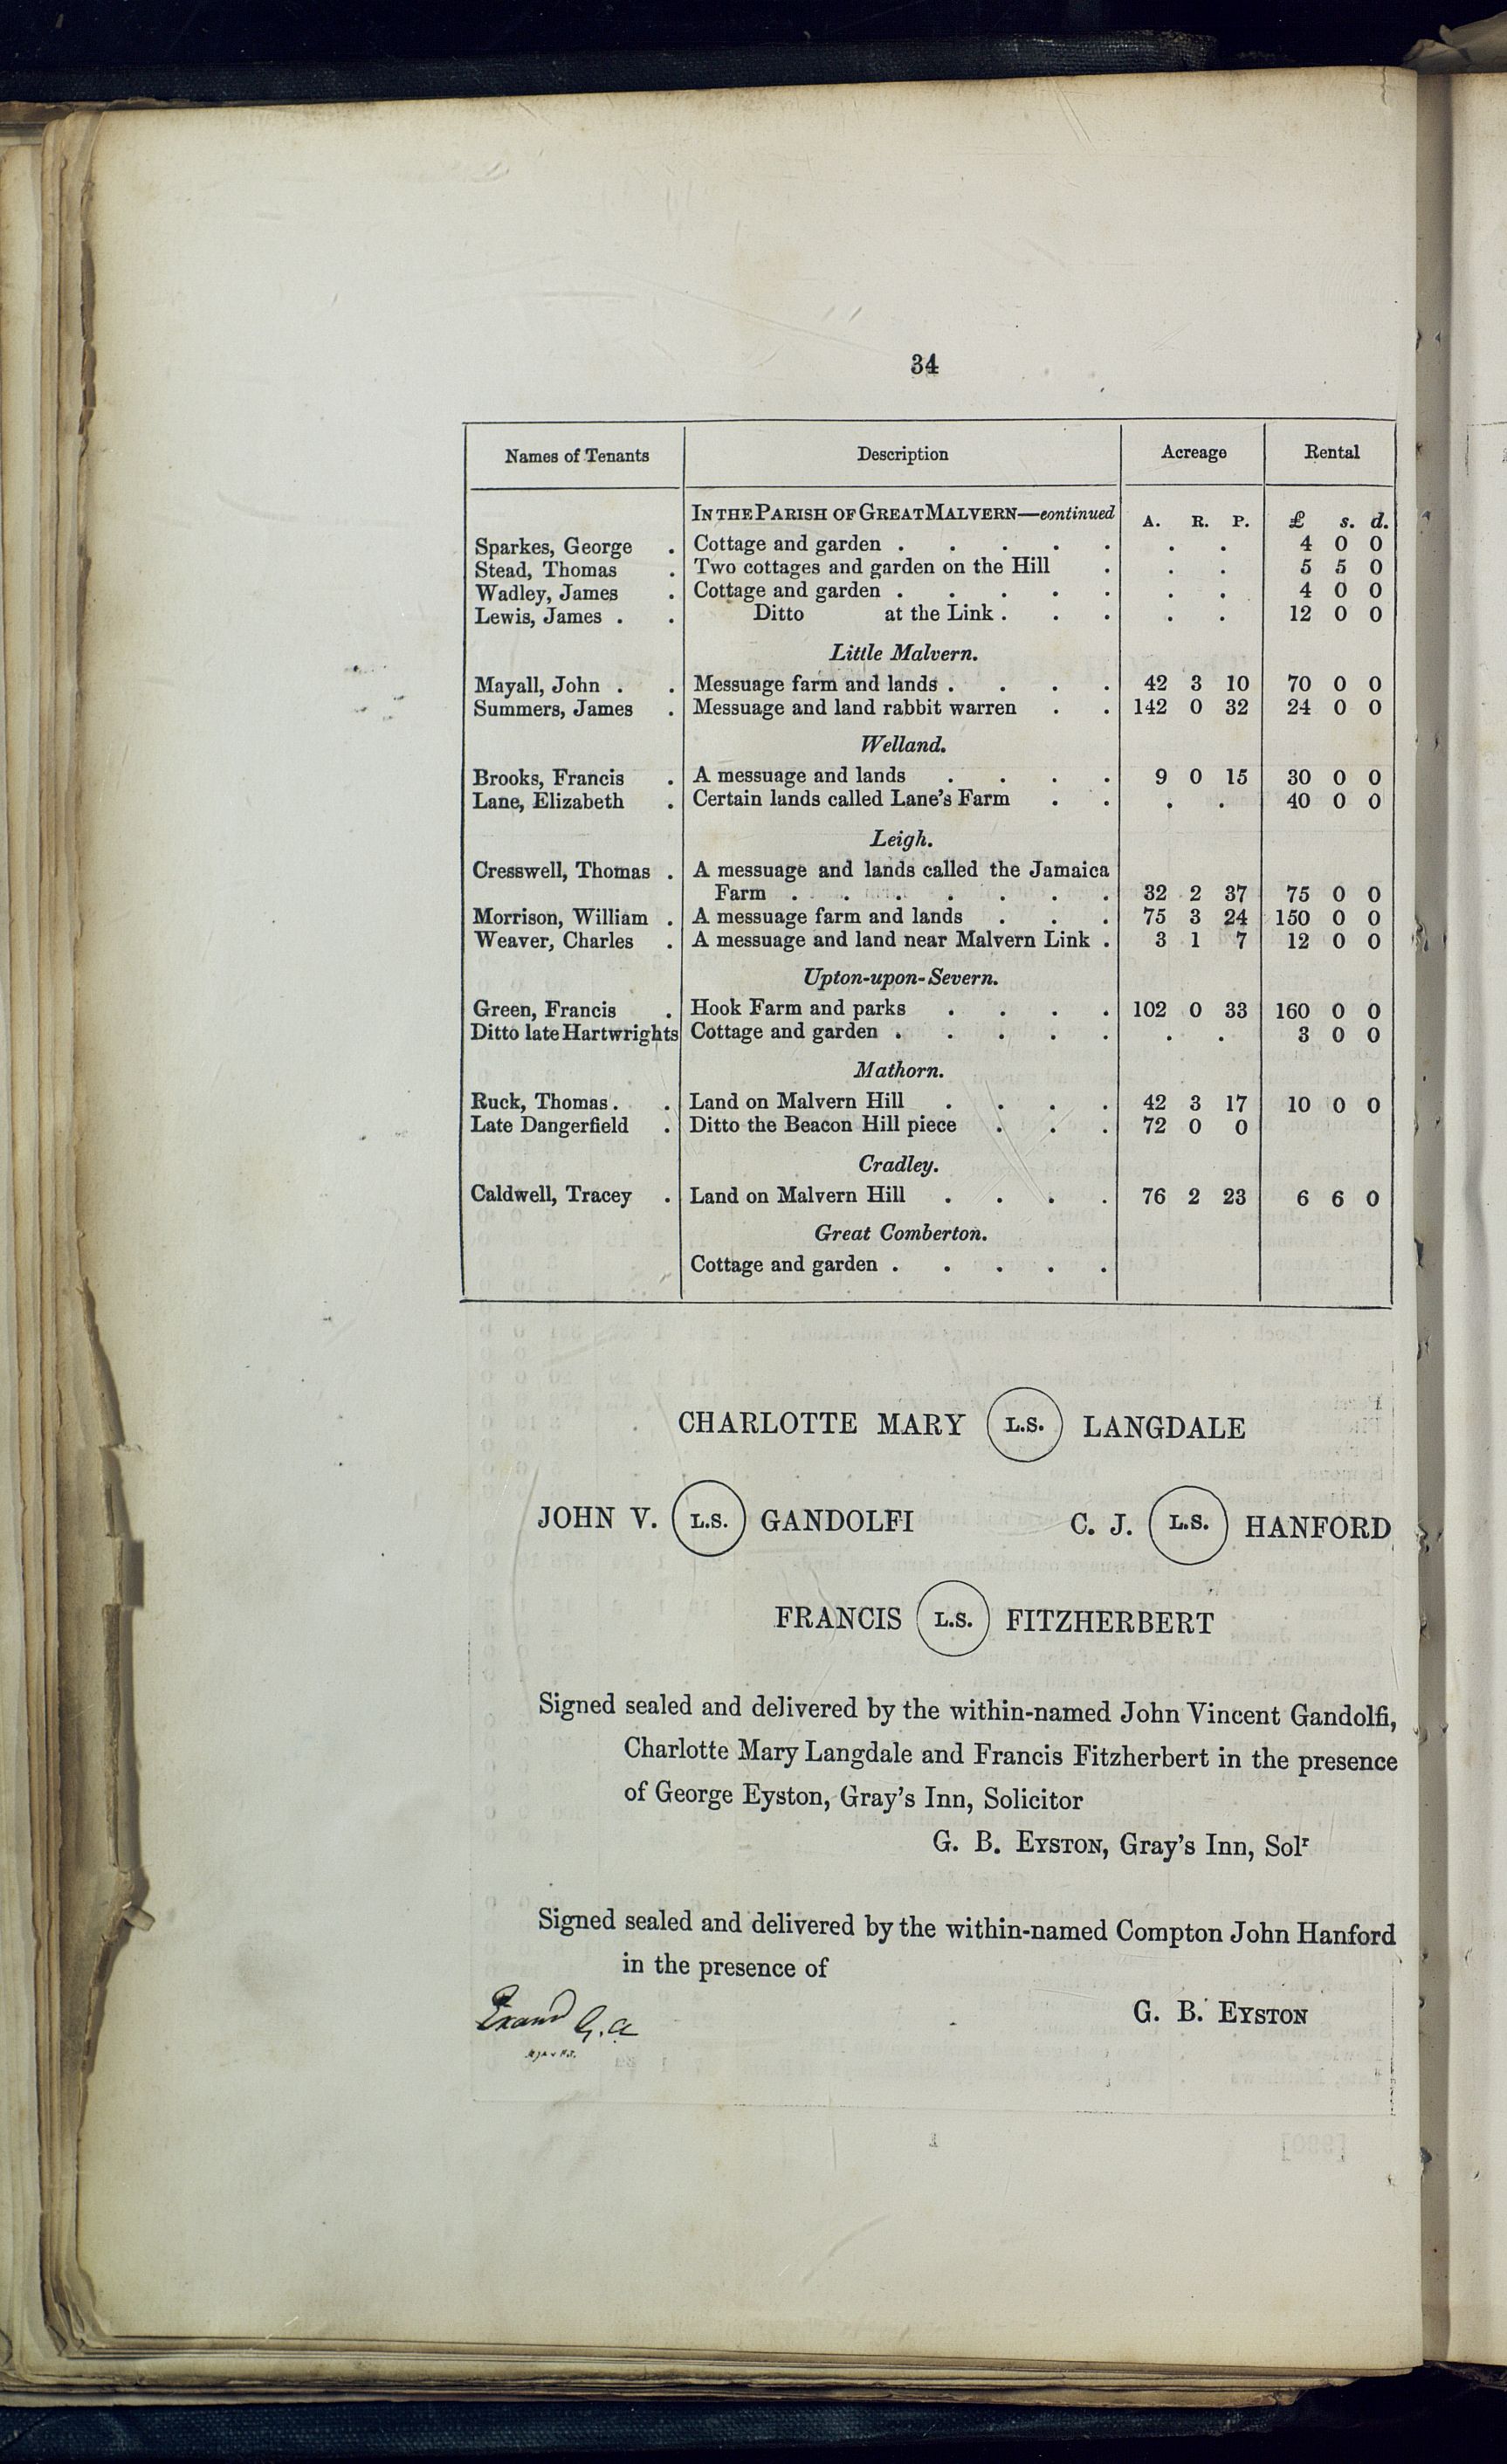 34
Names of Tenants Description Acreage Rental
IN THE PARISH OF GREAT MALVERN—continued A. R. P. £ s. d.
Sparkes, George . Cottage and garden . . . . . . . 4 0 0
Stead, Thomas . Two cottages and garden on the Hill . . . 5 5 0
Wadley, James . Cottage and garden . . . . . . . 4 0 0
Lewis, James . . Ditto at the Link . . . . . 12 0 0
Little Malvern.
Mayall, John . . Messuage farm and lands . . . . 42 3 10 70 0 0
Summers, James . Messuage and land rabbit warren . . 142 0 32 24 0 0
Welland.
Brooks, Francis . A messuage and lands . . . . 9 0 15 30 0 0
Lane, Elizabeth . Certain lands called Lane's Farm . . . . 40 0 0
Leigh.
Cresswell, Thomas . A messuage and lands called the Jamaica
Farm . . . . . . . 32 2 37 75 0 0
Morrison, William . A messuage farm and lands . . . 75 3 24 150 0 0
Weaver, Charles . A messuage and land near Malvern Link . 3 1 7 12 0 0
Upton-upon-Severn.
Green, Francis . Hook Farm and parks . . . . 102 0 33 160 0 0
Ditto late Hartwrights Cottage and garden . . . . . . . 3 0 0
Mathorn.
Ruck, Thomas . . Land on Malvern Hill . . . . 42 3 17 10 0 0
Late Dangerfield . Ditto the Beacon Hill piece . . . 72 0 0
Cradley.
Caldwell, Tracey . Land on Malvern Hill . . . . 76 2 23 6 6 0
Great Comberton.
Cottage and garden . . . . .
CHARLOTTE MARY L.S. LANGDALE
JOHN V. L.S. GANDOLFI C. J. L.S. HANFORD
FRANCIS L.S. FITZHERBERT
Signed sealed and delivered by the within-named John Vincent Gandolfi,
Charlotte Mary Langdale and Francis Fitzherbert in the presence
of George Eyston, Gray's Inn, Solicitor
G. B. EYSTON, Gray's Inn, Solr
Signed sealed and delivered by the within-named Compton John Hanford
in the presence of
G. B. EYSTON